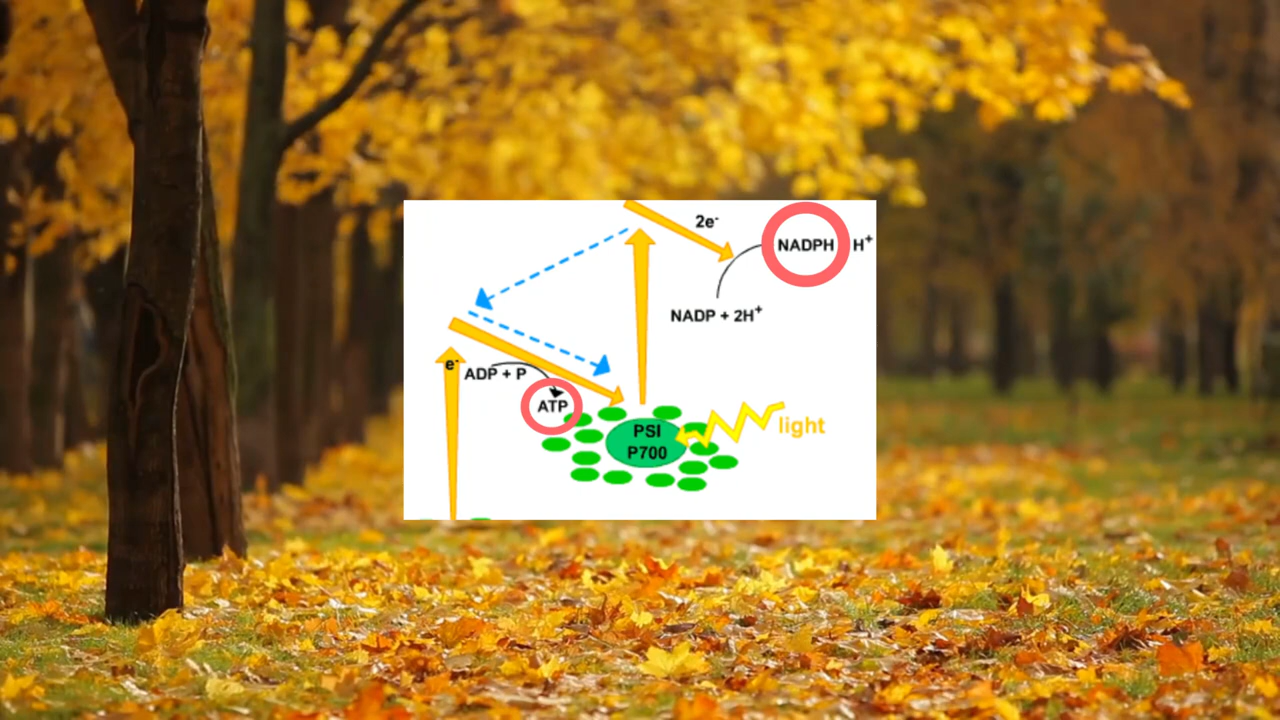 2e-
NADPH H+
NADP + 2H+
e-
ADP + P
ATP
PSI
P700
light